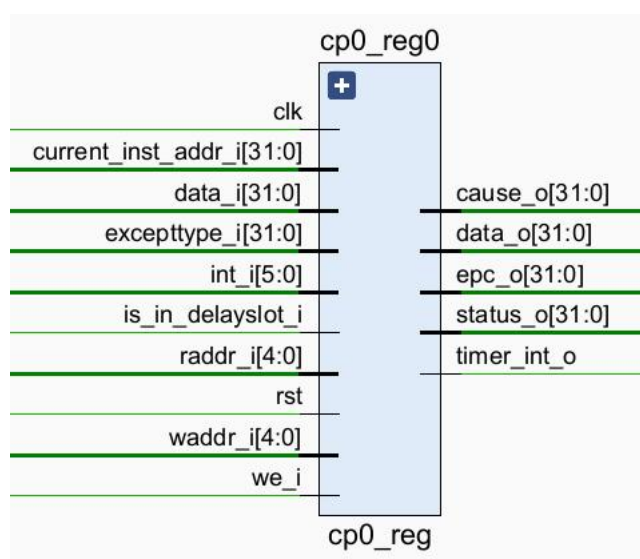 cp0_reg0
clk
current_inst_addr_i[31:0]
data_i[31:0]
excepttype_i[31:0]
int_i[5:0]
is_in_delayslot_i
raddr_i[4:0]
rst
waddr_i[4:0]
we_i
cause_o[31:0]
data_o[31:0]
epc_o[31:0]
status_o[31:0]
timer_int_o
cp0_reg